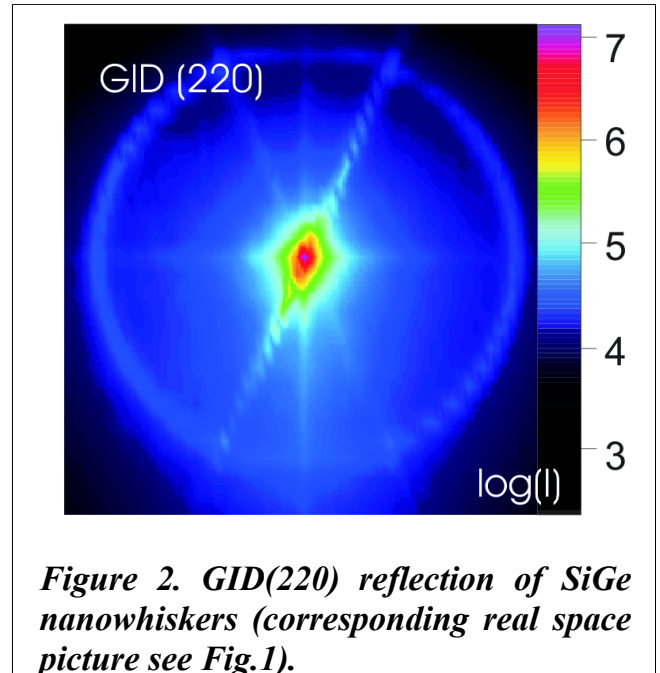 GID (220)
7
6
5
4
3
log(I)
Figure 2. GID(220) reflection of SiGe
nanowhiskers (corresponding real space
picture see Fig.1).